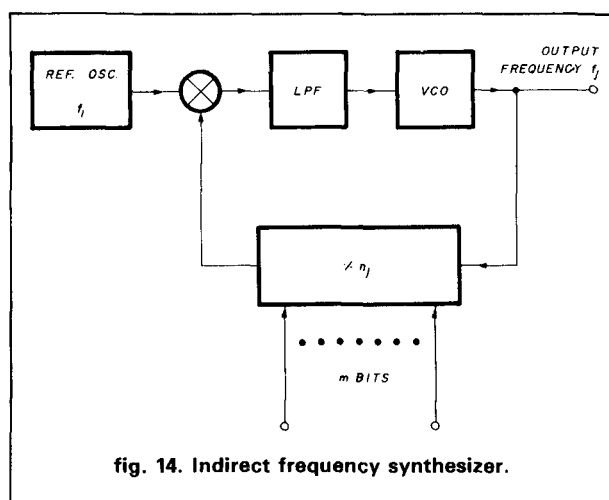 OUTPUT
FREQUENCY fj
REF. OSC.
f1
LPF
VCO
% nj
m BITS
fig. 14. Indirect frequency synthesizer.